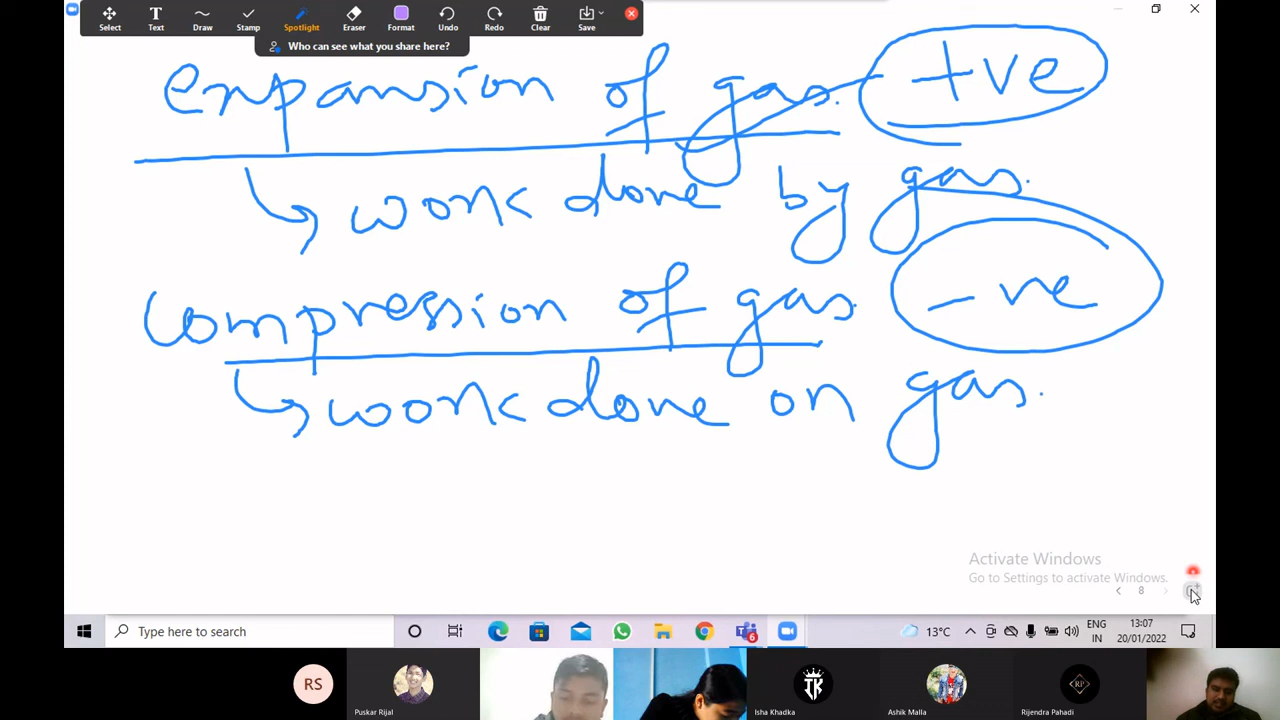 Select Text Draw Stamp Spotlight Eraser Format Undo Redo Clear Save
Who can see what you share here?
expansion of gas. +ve
work done by gas.
compression of gas. -ve
work done on gas.
Activate Windows
Go to Settings to activate Windows.
8
Type here to search
6
13°C
ENG
IN
13:07
20/01/2022
RS
Puskar Rijal
Isha Khadka
Ashik Malla
RP
Rijendra Pahadi